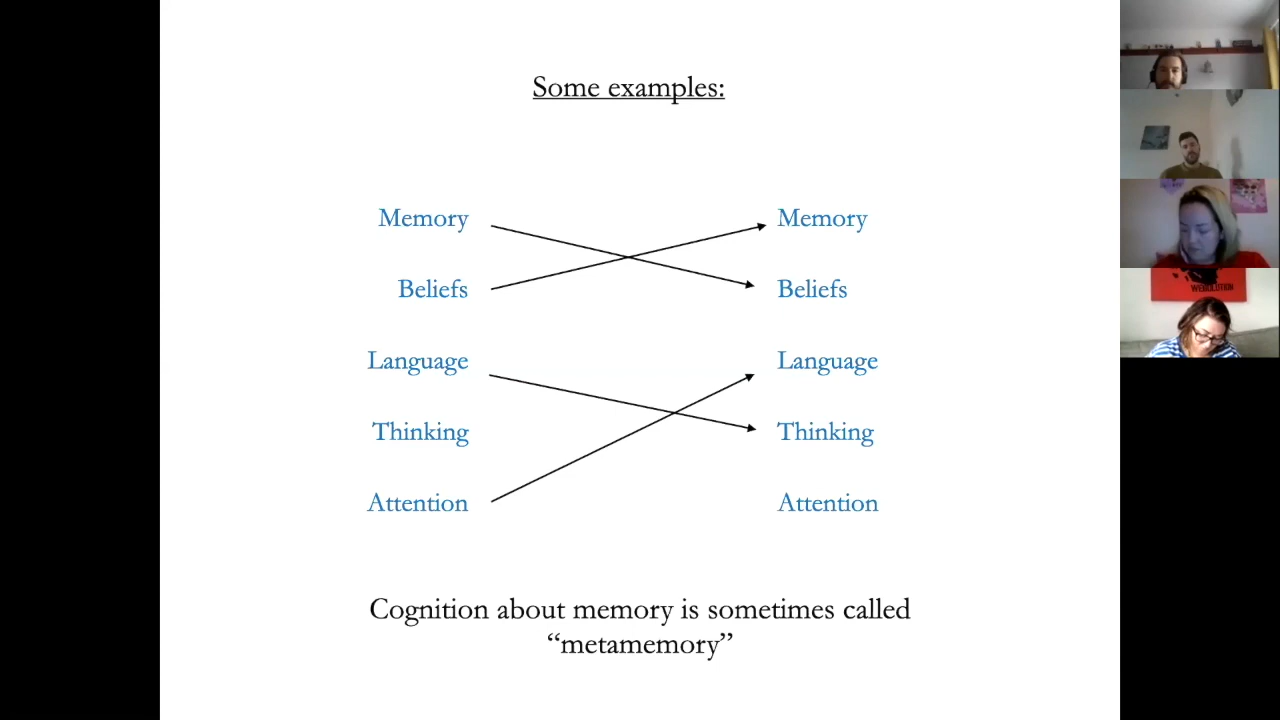 Some examples:
Memory Memory
Beliefs Beliefs
Language Language
Thinking Thinking
Attention Attention
Cognition about memory is sometimes called
“metamemory”
WEBOLUTION